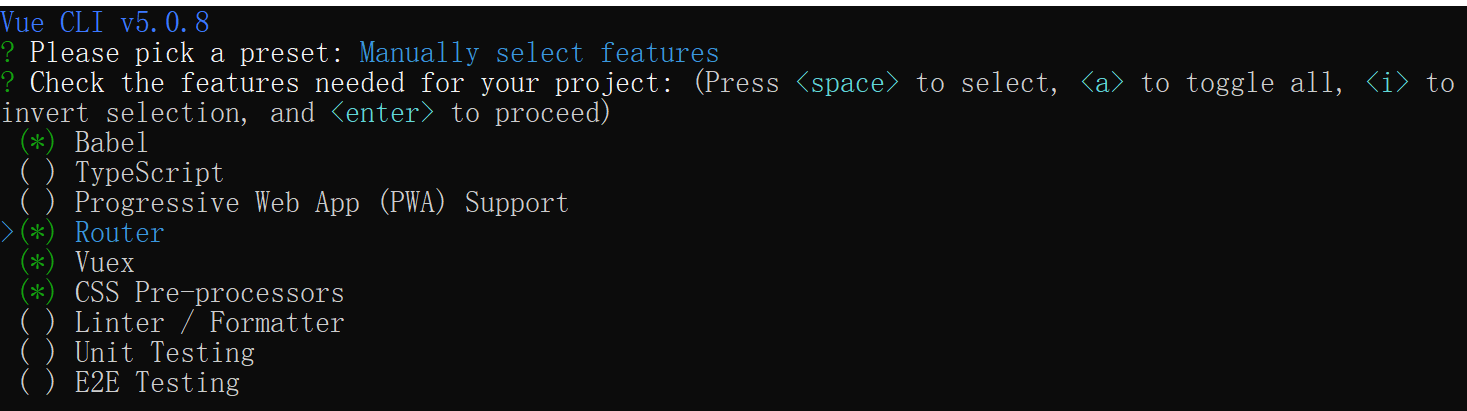 Vue CLI v5.0.8
? Please pick a preset: Manually select features
? Check the features needed for your project: (Press <space> to select, <a> to toggle all, <i> to
invert selection, and <enter> to proceed)
 (*) Babel
 ( ) TypeScript
 ( ) Progressive Web App (PWA) Support
>(*) Router
 (*) Vuex
 (*) CSS Pre-processors
 ( ) Linter / Formatter
 ( ) Unit Testing
 ( ) E2E Testing